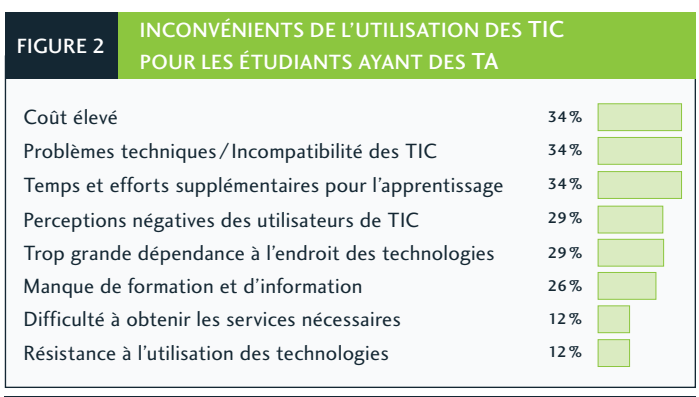 FIGURE 2
INCONVÉNIENTS DE L'UTILISATION DES TIC
POUR LES ÉTUDIANTS AYANT DES TA
Coût élevé 34 %
Problèmes techniques / Incompatibilité des TIC 34 %
Temps et efforts supplémentaires pour l'apprentissage 34 %
Perceptions négatives des utilisateurs de TIC 29 %
Trop grande dépendance à l'endroit des technologies 29 %
Manque de formation et d'information 26 %
Difficulté à obtenir les services nécessaires 12 %
Résistance à l'utilisation des technologies 12 %